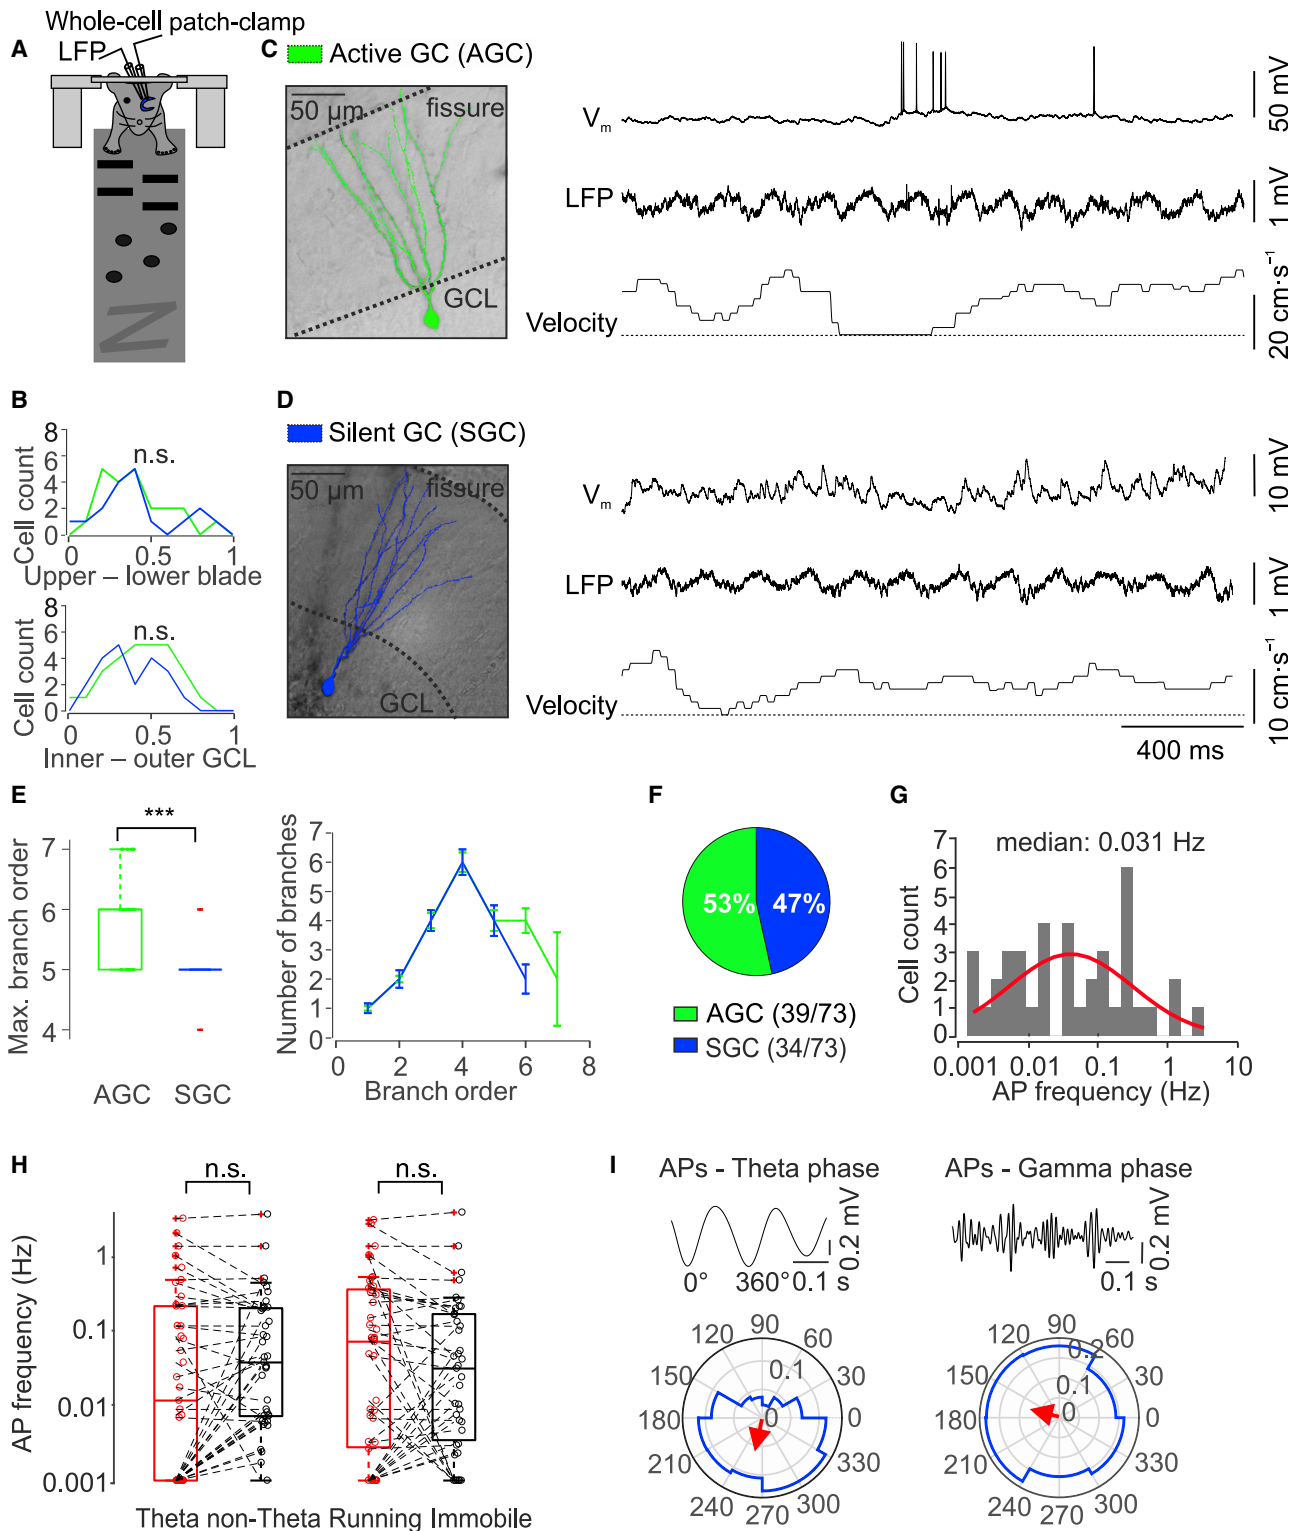 Whole-cell patch-clamp
A
LFP
C
Active GC (AGC)
50 µm
fissure
GCL
Vm
50 mV
LFP
1 mV
Velocity
20 cm·s⁻¹
B
8
6
4
2
0
Cell count
n.s.
0
0.5
1
Upper – lower blade
8
6
4
2
0
Cell count
n.s.
0
0.5
1
Inner – outer GCL
D
Silent GC (SGC)
50 µm
fissure
GCL
Vm
10 mV
LFP
1 mV
Velocity
10 cm·s⁻¹
400 ms
E
***
7
6
5
4
Max. branch order
AGC SGC
7
6
5
4
3
2
1
0
Number of branches
0 2 4 6 8
Branch order
F
53% 47%
AGC (39/73)
SGC (34/73)
G
median: 0.031 Hz
7
6
5
4
3
2
1
0
Cell count
0.001 0.01 0.1 1 10
AP frequency (Hz)
H
n.s. n.s.
1
0.1
0.01
0.001
AP frequency (Hz)
Theta non-Theta Running Immobile
I
APs - Theta phase
0.2 mV
0° 360° 0.1 s
90
120 60
150 30
180 0
210 330
240 300
270
0.1
0
APs - Gamma phase
0.2 mV
0.1 s
90
120 60
150 30
180 0
210 330
240 300
270
0.2
0.1
0